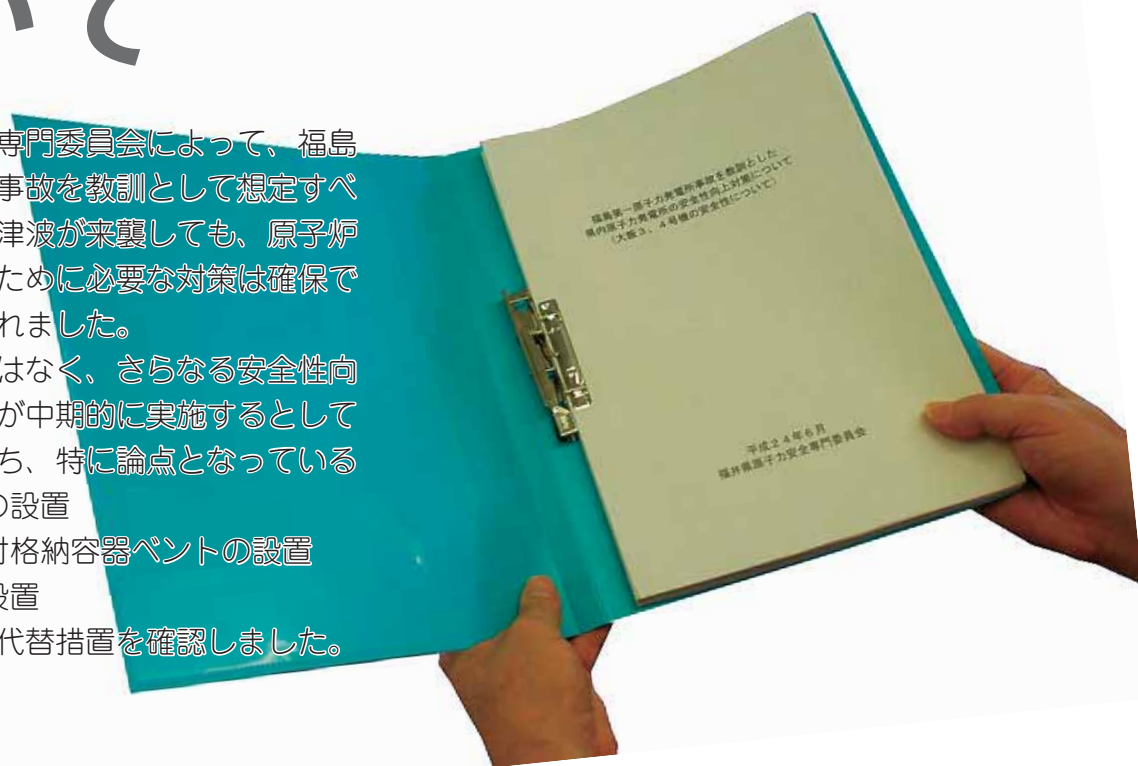 いて
専門委員会によって、福島
事故を教訓として想定すべ
津波が来襲しても、原子炉
ために必要な対策は確保で
れました。
はなく、さらなる安全性向
が中期的に実施するとして
ち、特に論点となっている
の設置
付格納容器ベントの設置
設置
代替措置を確認しました。
福島第一原子力発電所事故を教訓とした
県内原子力発電所の安全性向上対策について
(大飯3、4号機の安全性について)
平成24年6月
福井県原子力安全専門委員会